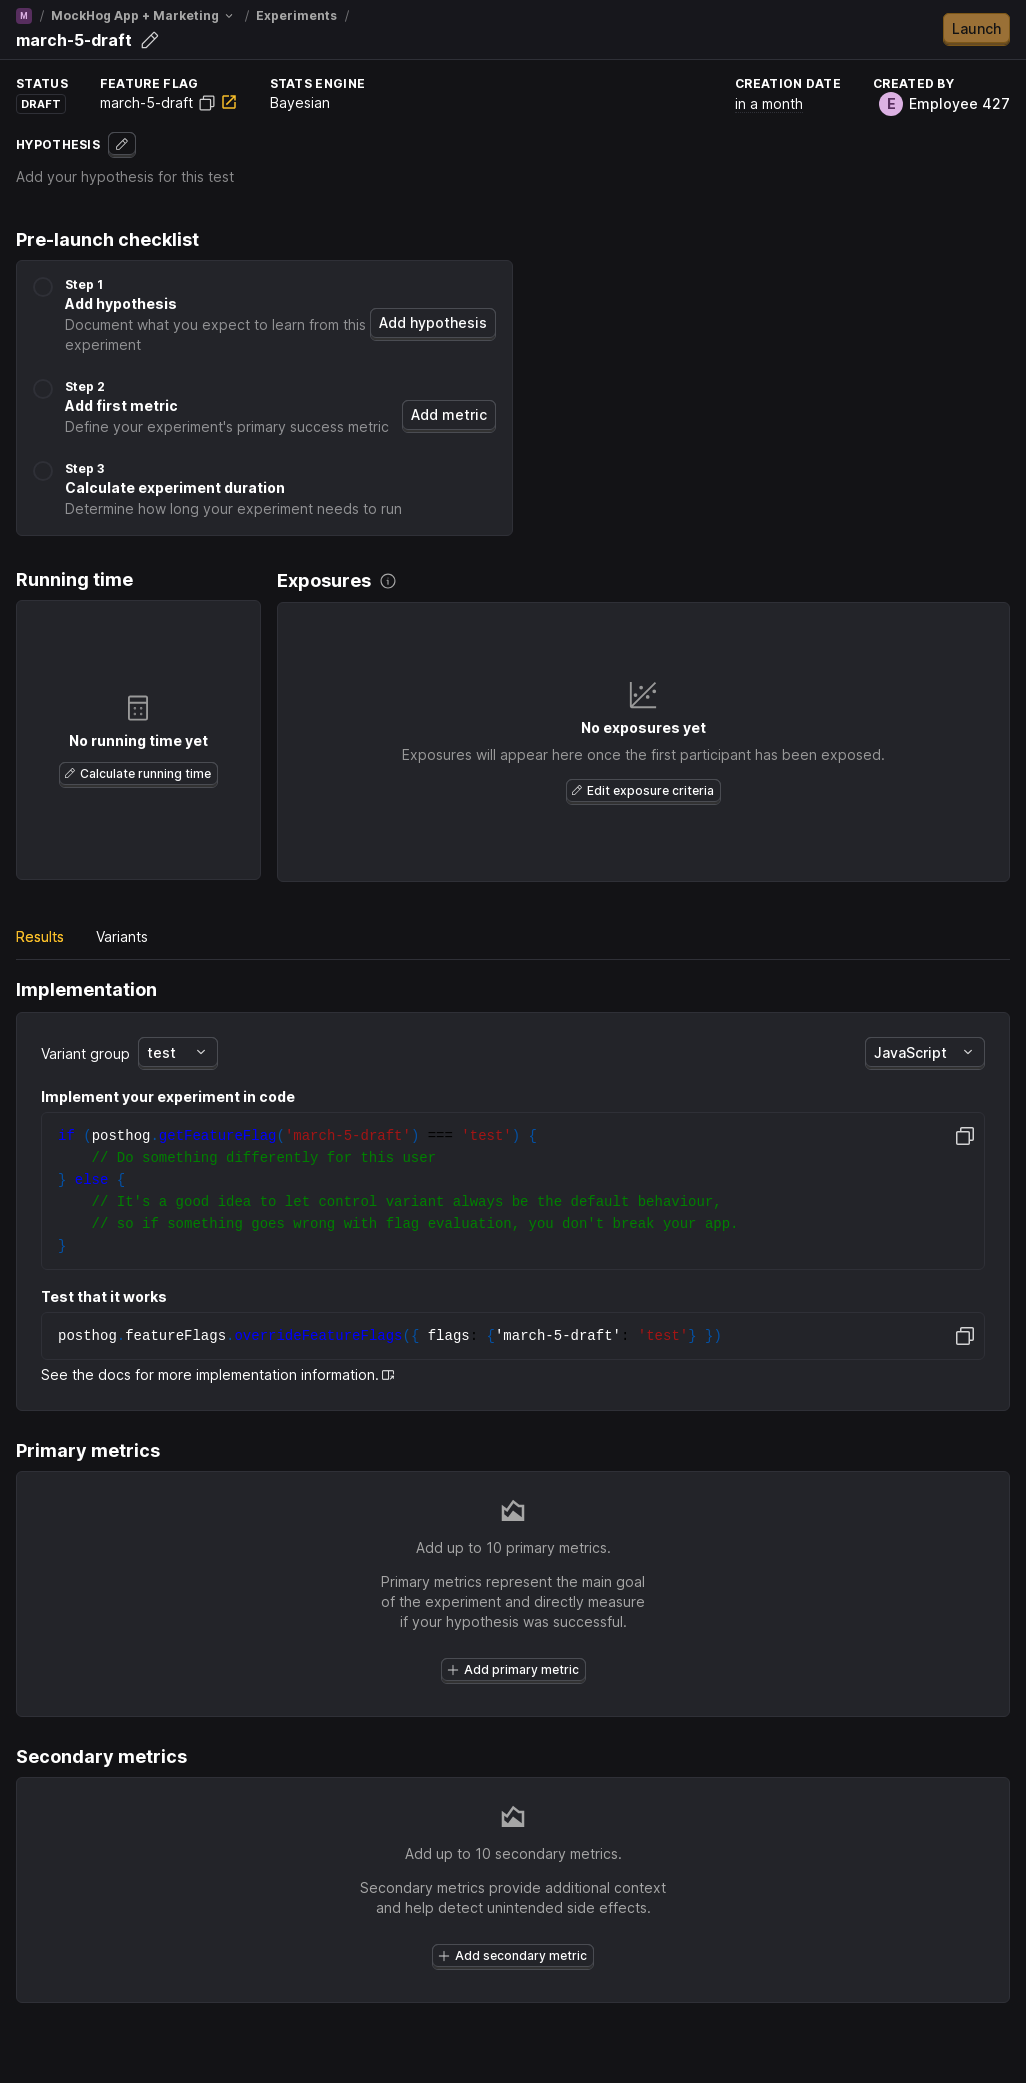 M / MockHog App + Marketing / Experiments /
march-5-draft
Launch
STATUS
DRAFT
FEATURE FLAG
march-5-draft
STATS ENGINE
Bayesian
CREATION DATE
in a month
CREATED BY
E Employee 427
HYPOTHESIS
Add your hypothesis for this test
Pre-launch checklist
Step 1
Add hypothesis
Document what you expect to learn from this
experiment
Add hypothesis
Step 2
Add first metric
Define your experiment's primary success metric
Add metric
Step 3
Calculate experiment duration
Determine how long your experiment needs to run
Running time
No running time yet
Calculate running time
Exposures
No exposures yet
Exposures will appear here once the first participant has been exposed.
Edit exposure criteria
Results
Variants
Implementation
Variant group
test
JavaScript
Implement your experiment in code
if (posthog.getFeatureFlag('march-5-draft') === 'test') {
// Do something differently for this user
} else {
// It's a good idea to let control variant always be the default behaviour,
// so if something goes wrong with flag evaluation, you don't break your app.
}
Test that it works
posthog.featureFlags.overrideFeatureFlags({ flags: {'march-5-draft': 'test'} })
See the docs for more implementation information.
Primary metrics
Add up to 10 primary metrics.
Primary metrics represent the main goal
of the experiment and directly measure
if your hypothesis was successful.
Add primary metric
Secondary metrics
Add up to 10 secondary metrics.
Secondary metrics provide additional context
and help detect unintended side effects.
Add secondary metric